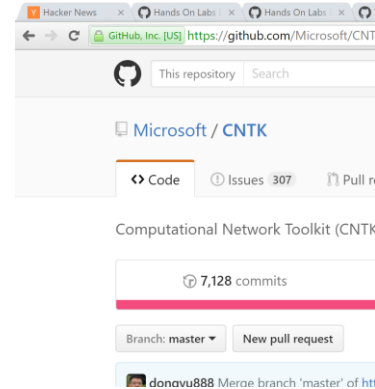 Hacker News Hands On Labs Hands On Labs
GitHub, Inc. [US] https://github.com/Microsoft/CNT
This repository Search
Microsoft / CNTK
Code Issues 307 Pull r
Computational Network Toolkit (CNTK
7,128 commits
Branch: master New pull request
dongyu888 Merge branch 'master' of htt